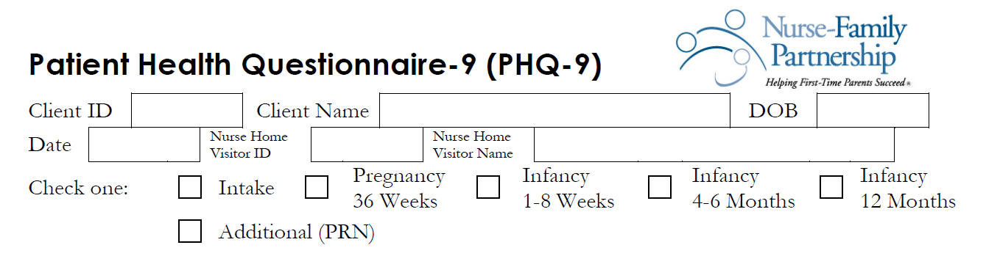 Nurse-Family
Partnership
Helping First-Time Parents Succeed®
Patient Health Questionnaire-9 (PHQ-9)
Client ID Client Name DOB
Date Nurse Home Visitor ID Nurse Home Visitor Name
Check one: Intake Pregnancy 36 Weeks Infancy 1-8 Weeks Infancy 4-6 Months Infancy 12 Months
Additional (PRN)